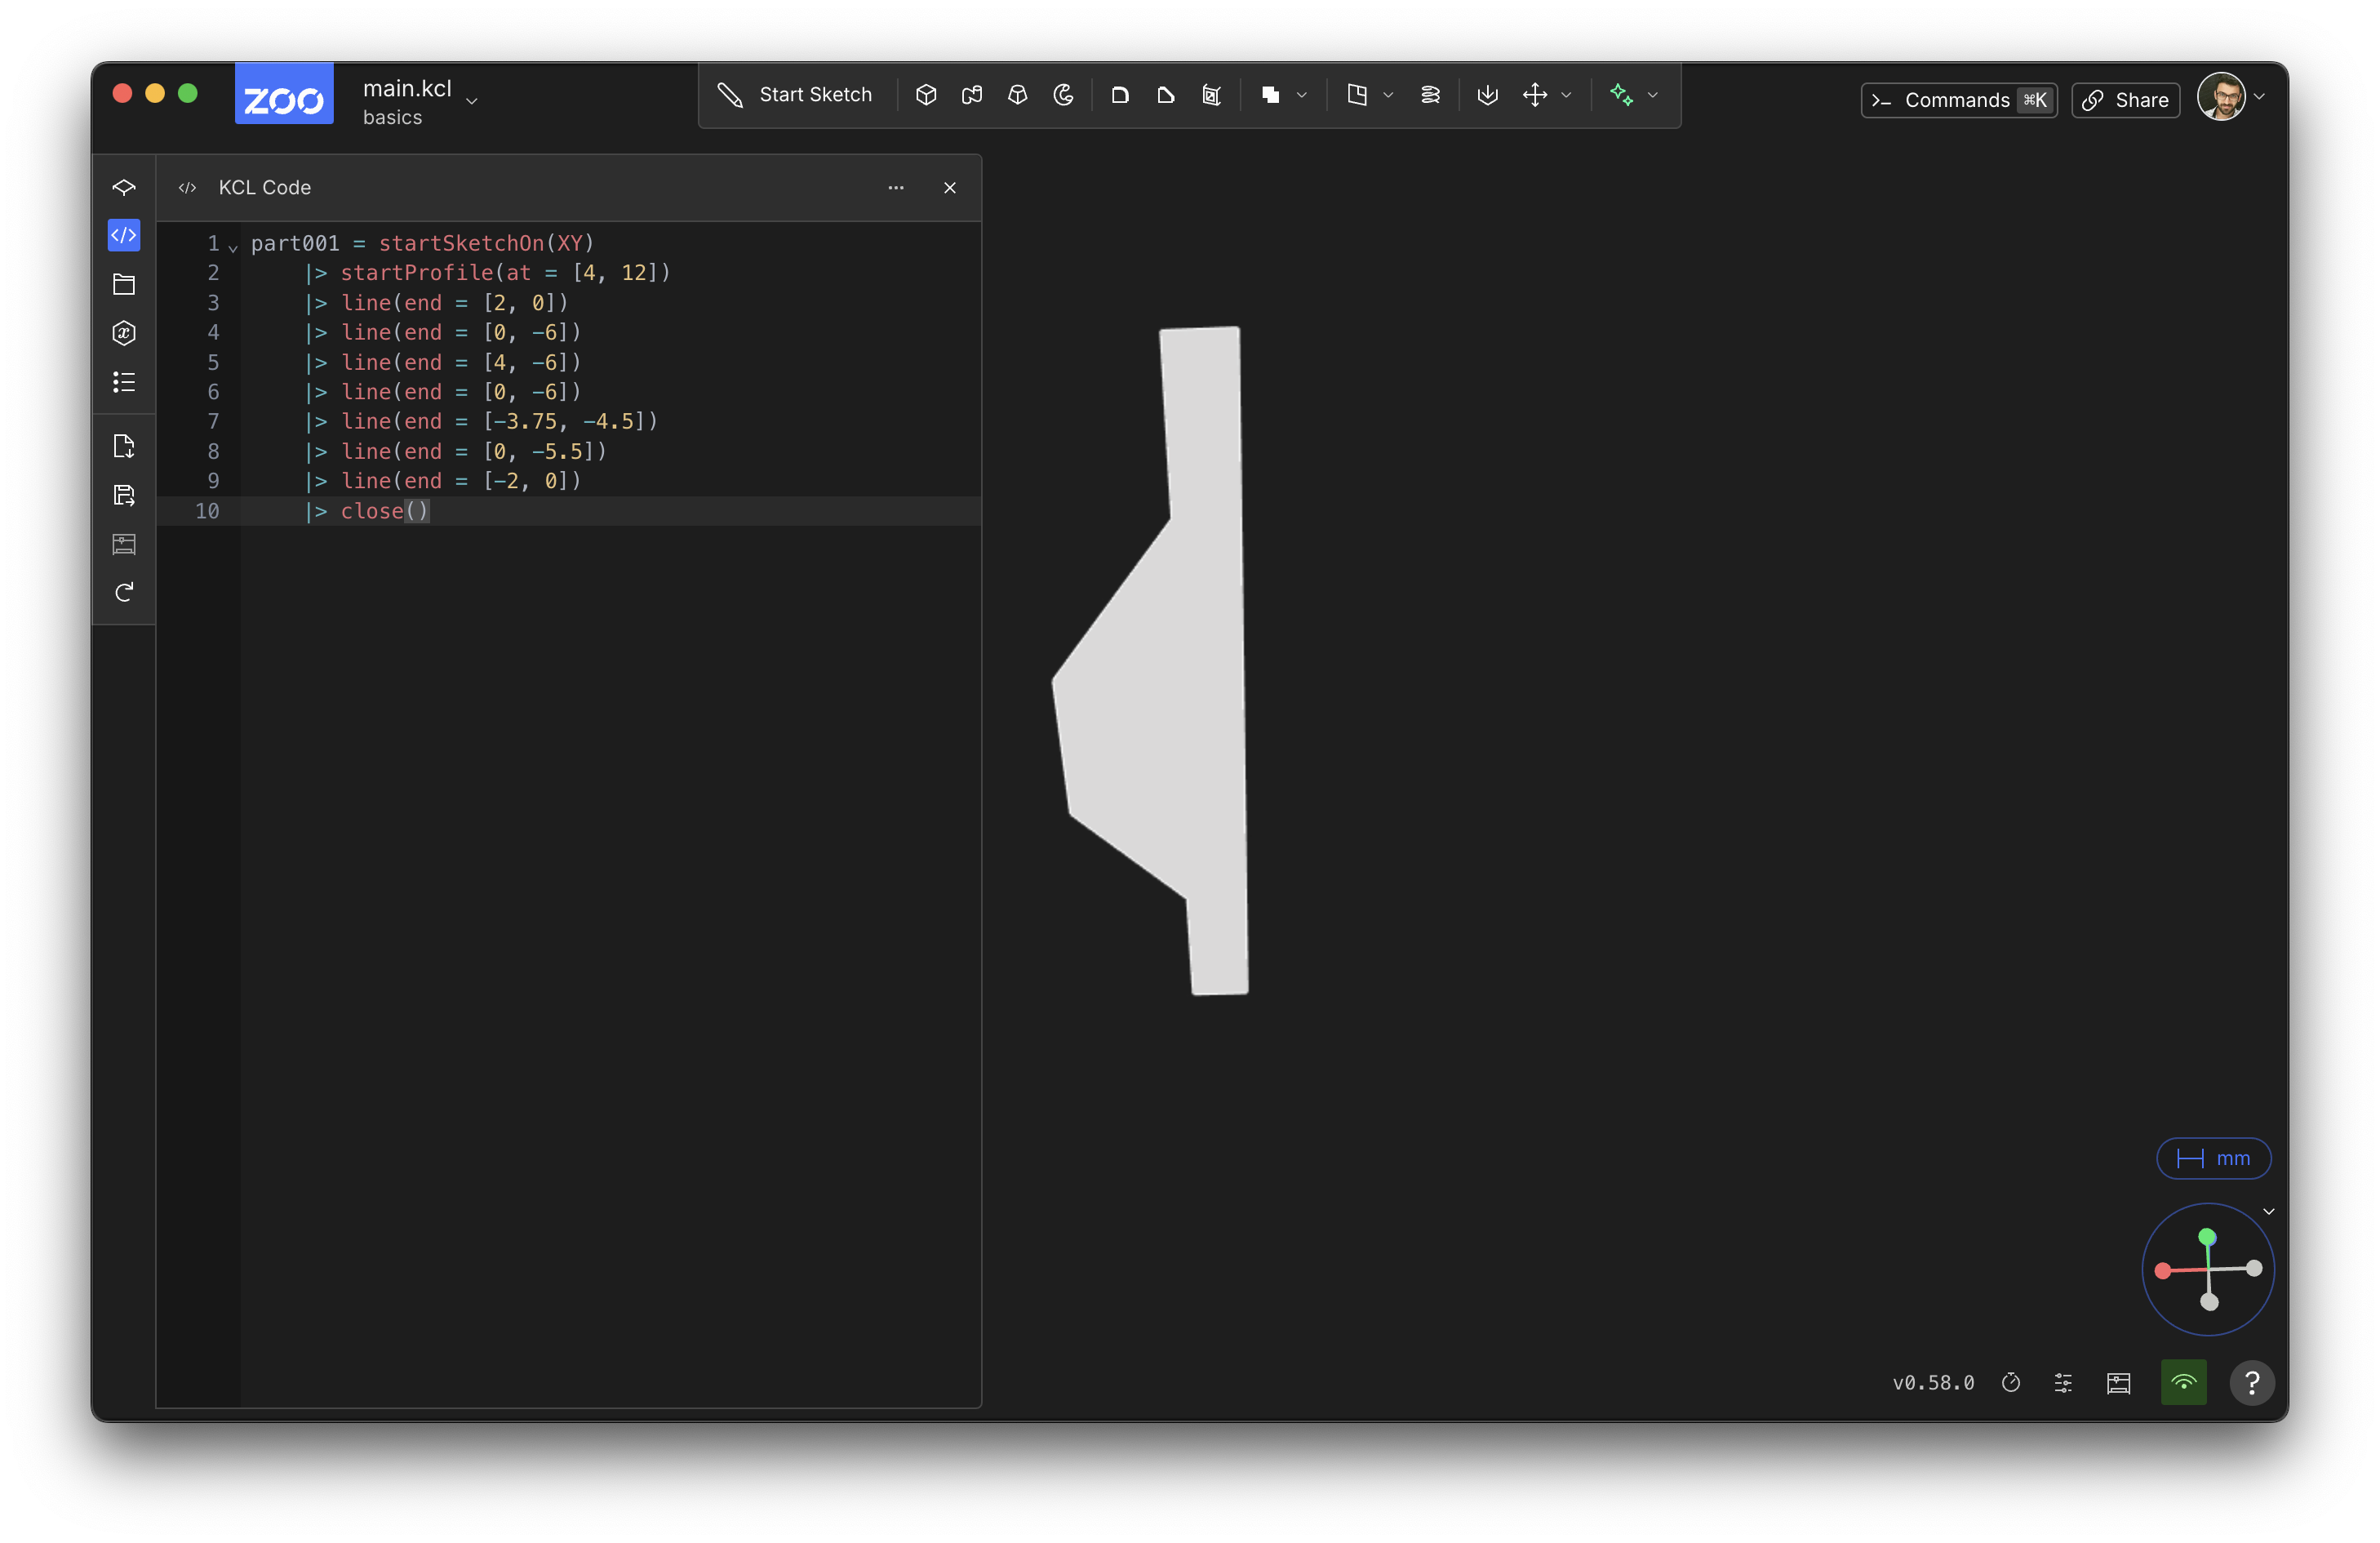 ZOO
main.kcl
basics
Start Sketch
Commands ⌘K
Share
</> KCL Code
1 part001 = startSketchOn(XY)
2     |> startProfile(at = [4, 12])
3     |> line(end = [2, 0])
4     |> line(end = [0, -6])
5     |> line(end = [4, -6])
6     |> line(end = [0, -6])
7     |> line(end = [-3.75, -4.5])
8     |> line(end = [0, -5.5])
9     |> line(end = [-2, 0])
10     |> close()
mm
v0.58.0
?